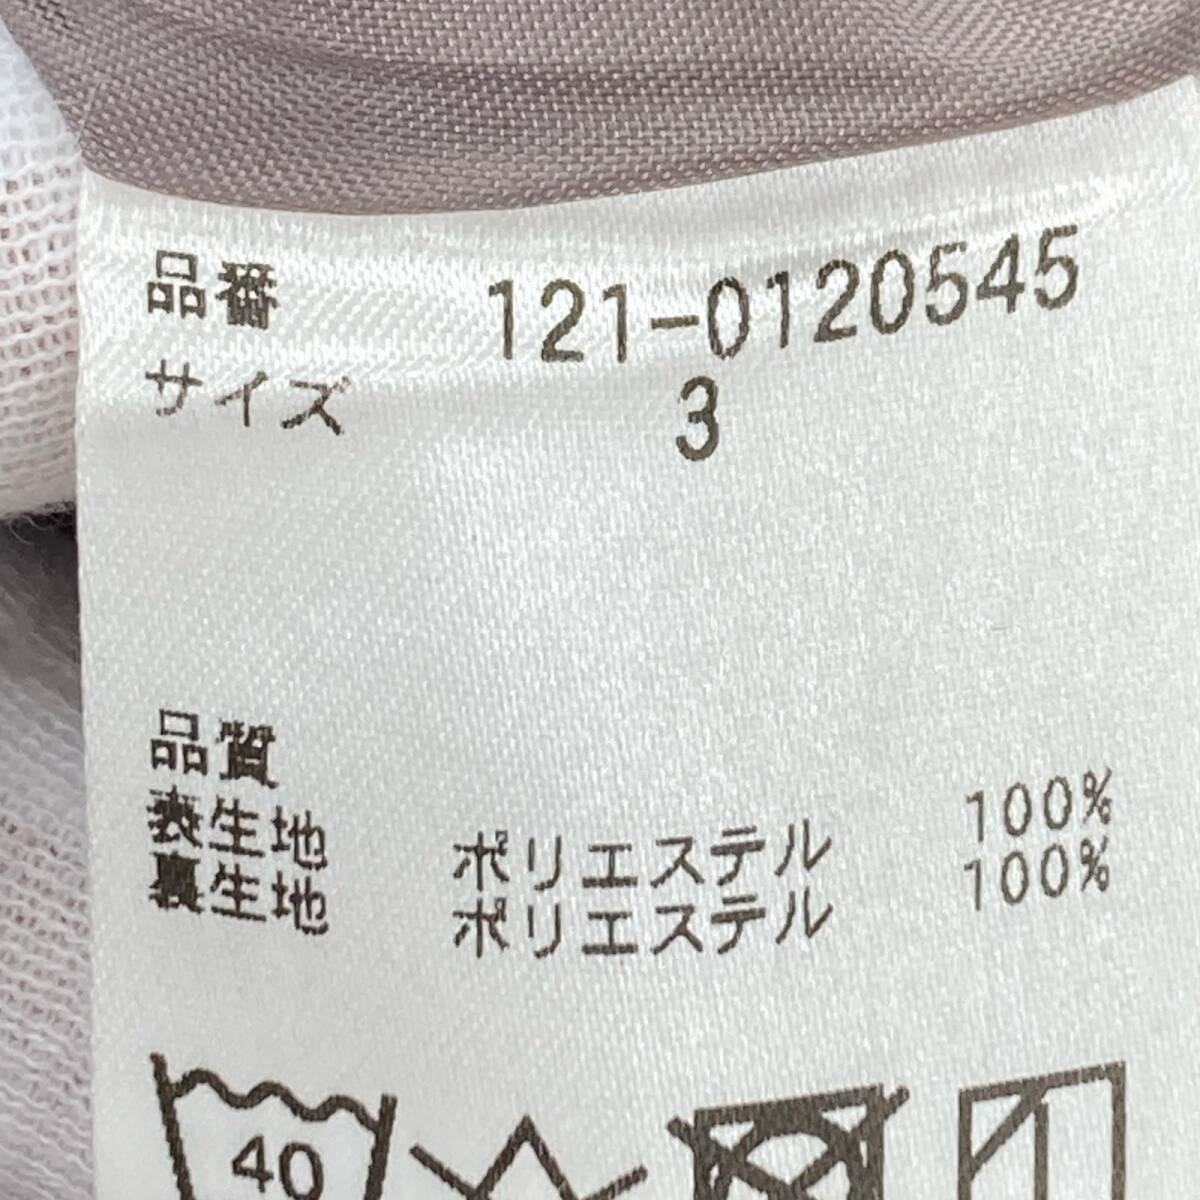 品番 121-0120545
サイズ 3
品質
表生地 ポリエステル 100%
裏生地 ポリエステル 100%
40